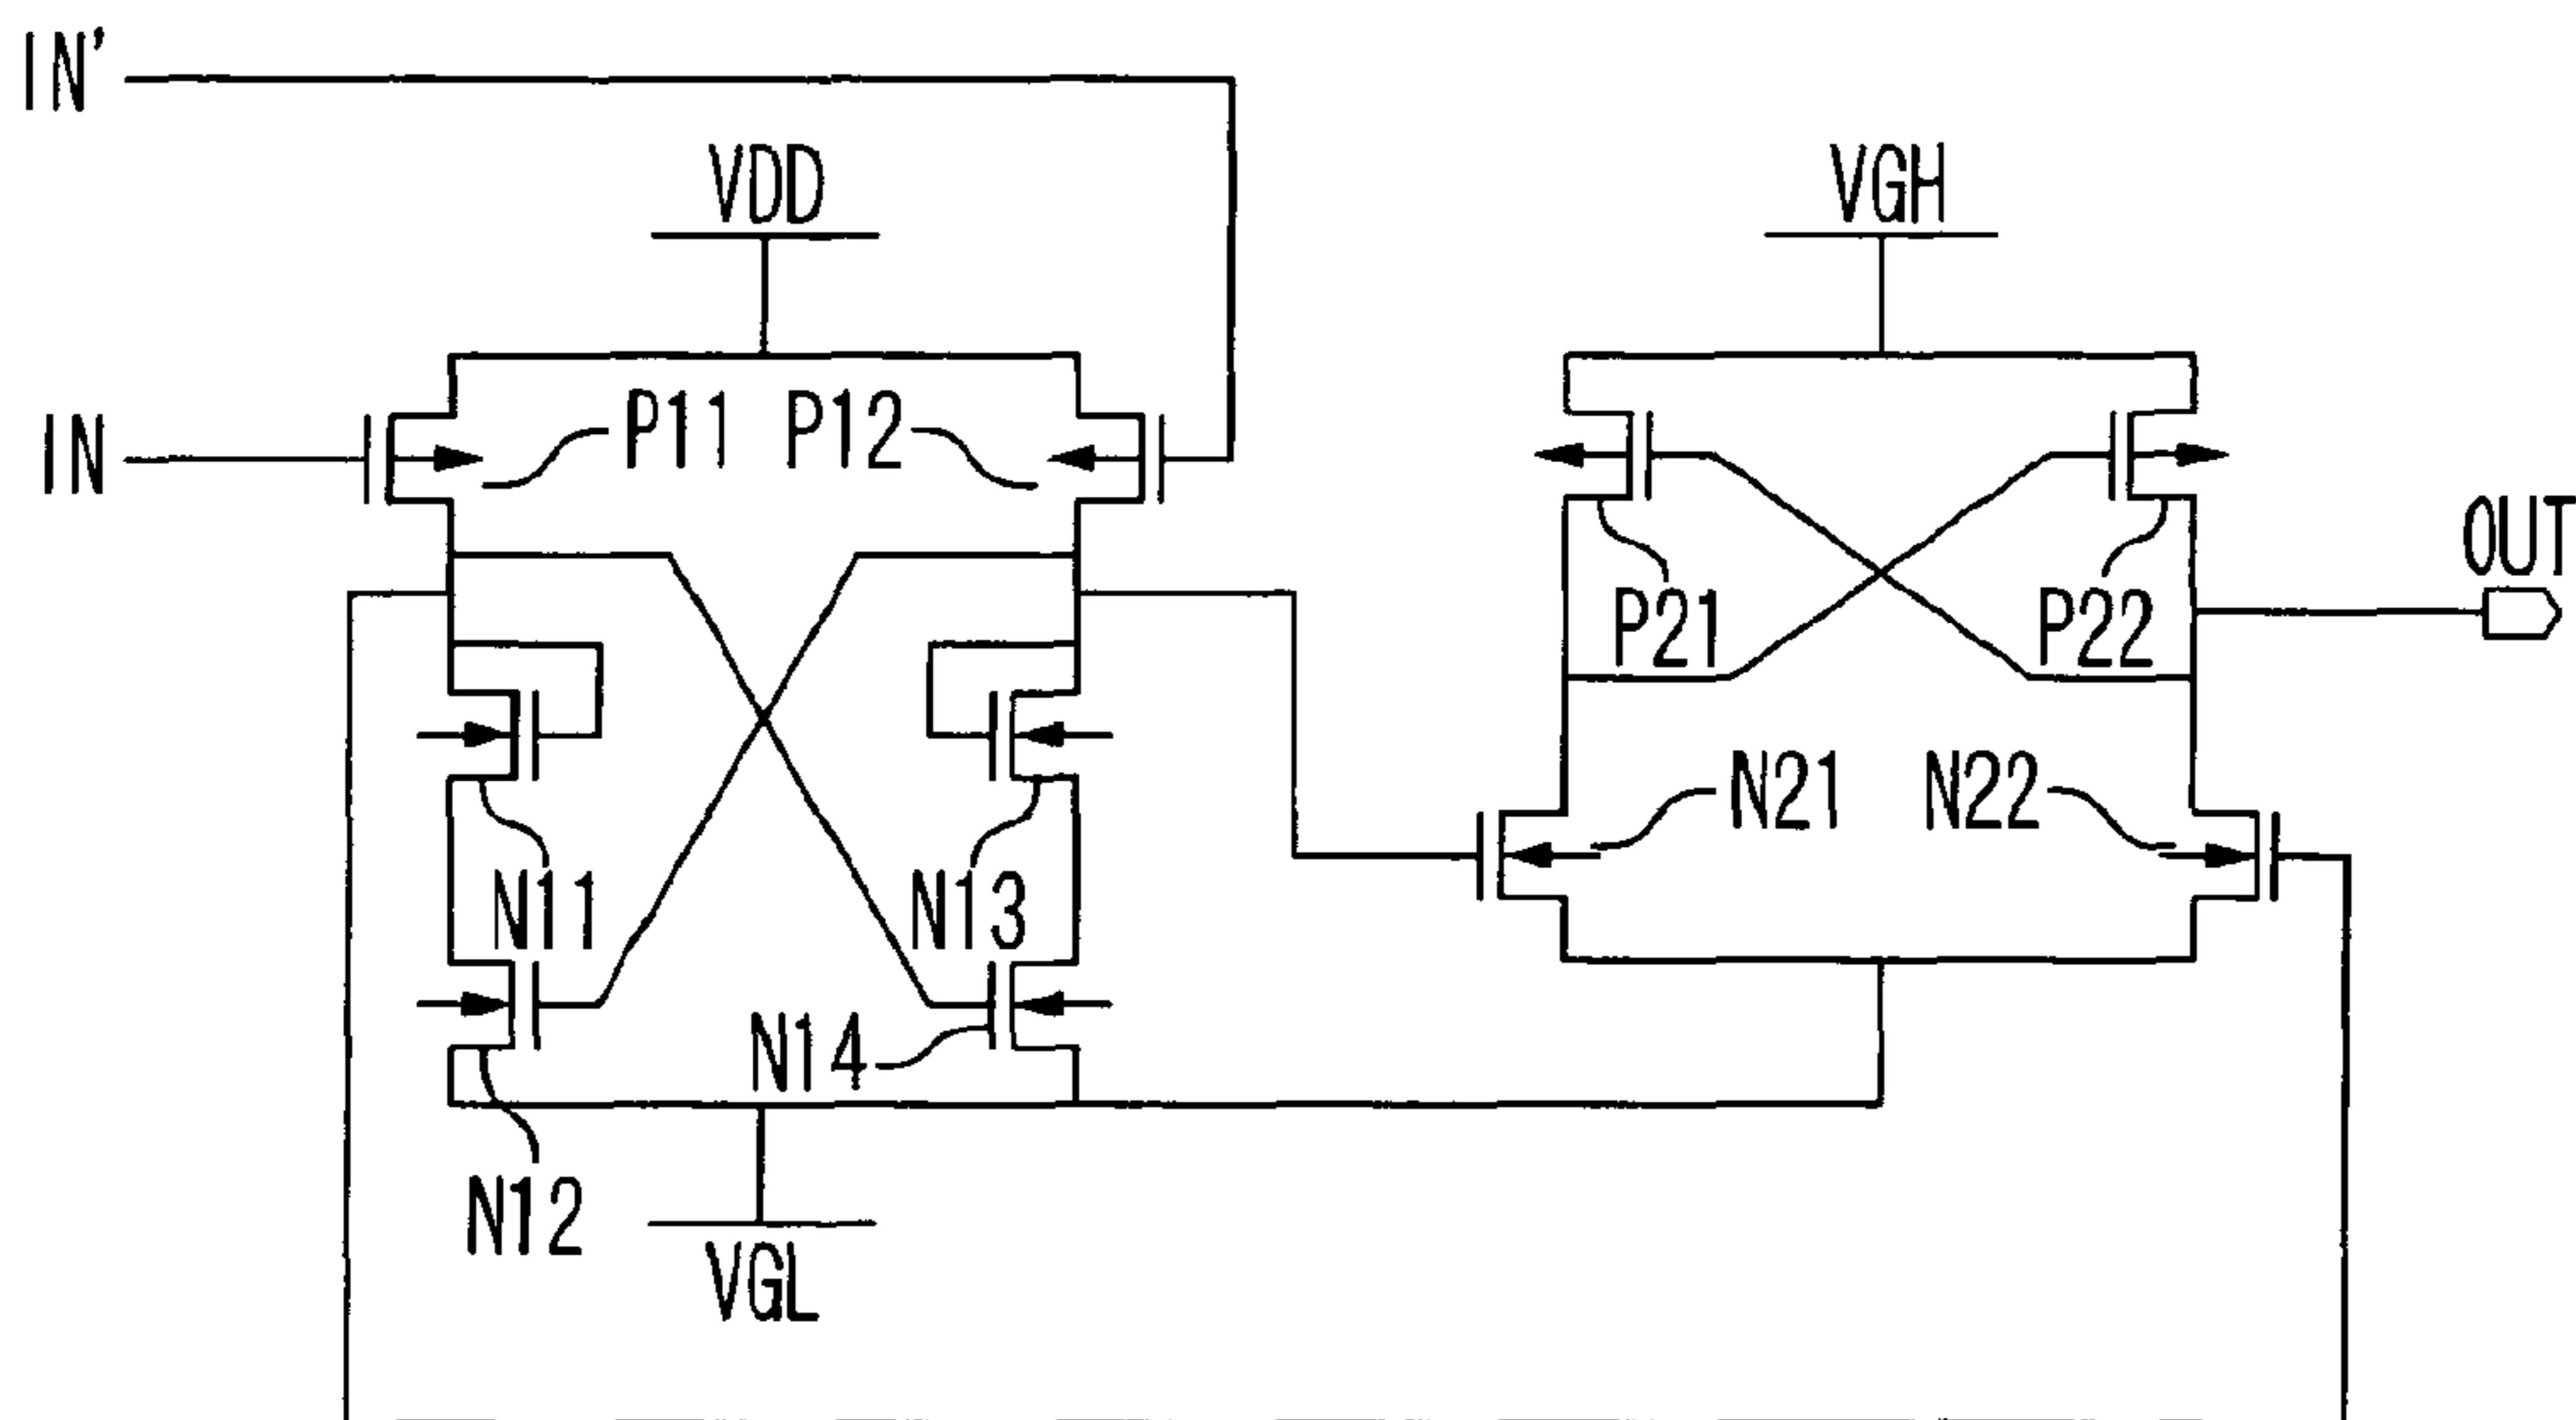 IN'
VDD
VGH
IN
P11
P12
OUT
P21
P22
N21
N22
N11
N13
N14
N12
VGL